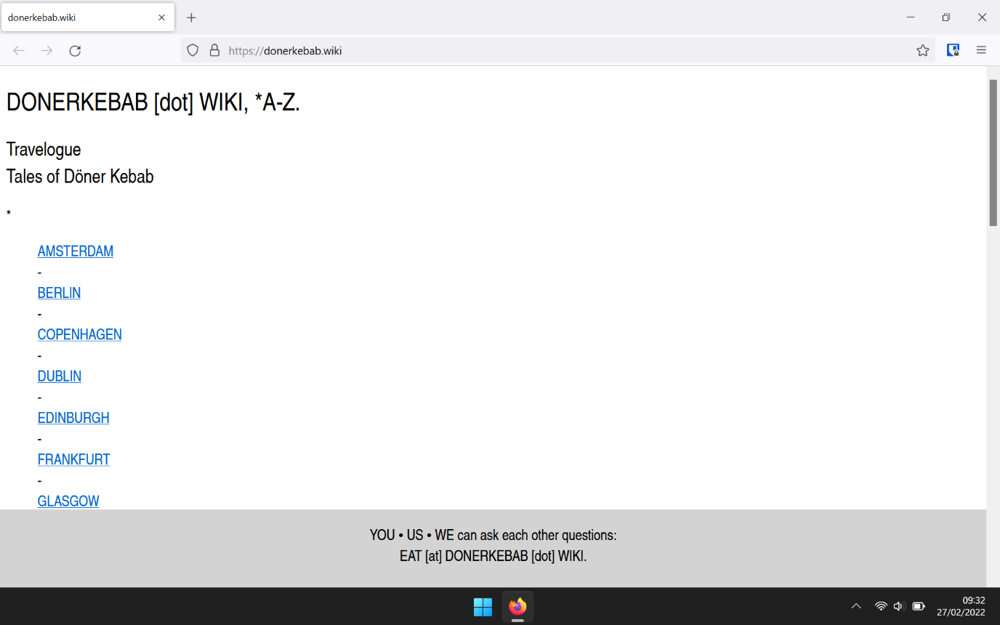 donerkebab.wiki
https://donerkebab.wiki
DONERKEBAB [dot] WIKI, *A-Z.
Travelogue
Tales of Döner Kebab
*
AMSTERDAM
-
BERLIN
-
COPENHAGEN
-
DUBLIN
-
EDINBURGH
-
FRANKFURT
-
GLASGOW
YOU • US • WE can ask each other questions:
EAT [at] DONERKEBAB [dot] WIKI.
09:32
27/02/2022